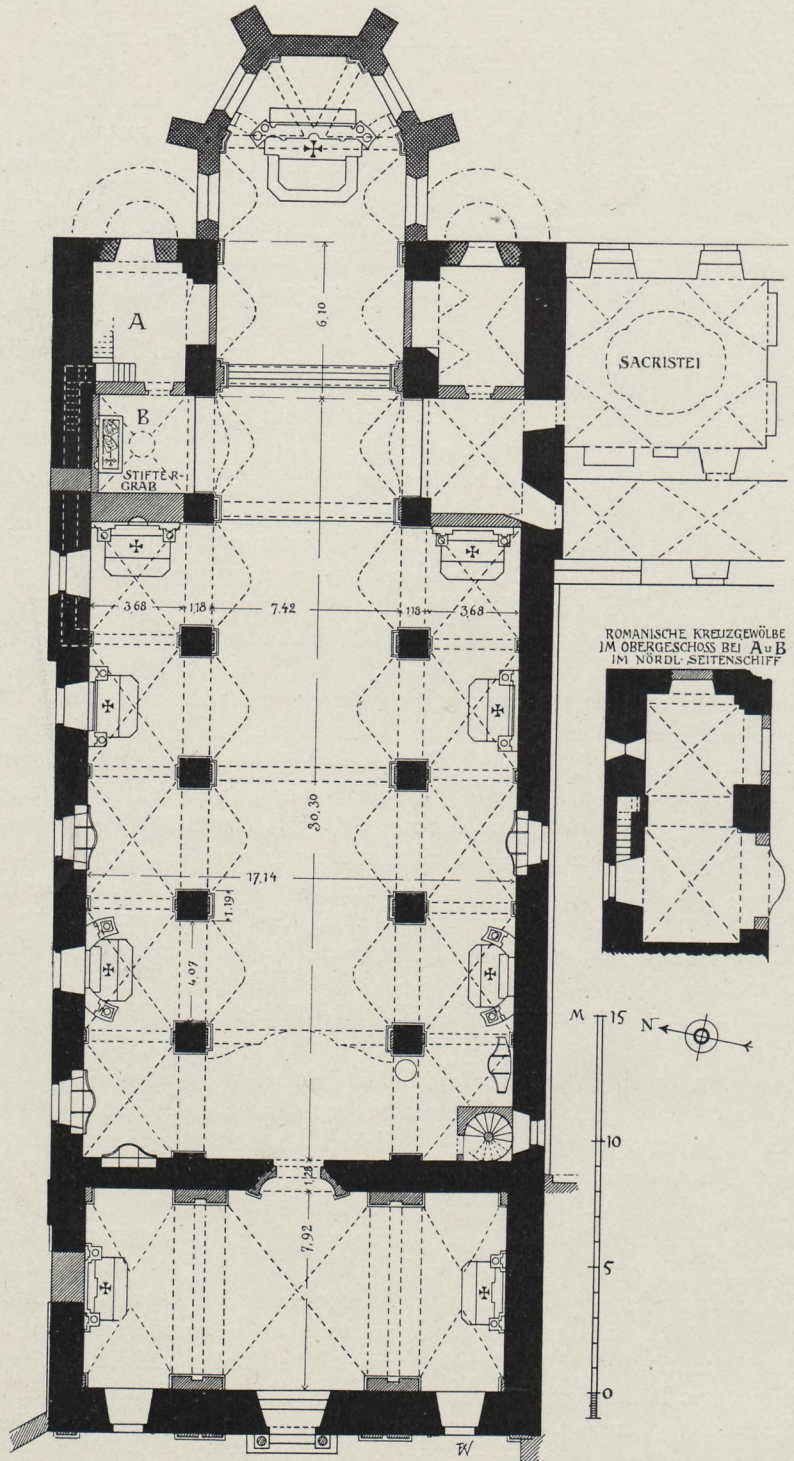 6,10
A
SACRISTEI
B
STIFTER-
GRAB
3,68
1,18
7,42
1,18
3,68
ROMANISCHE KREUZGEWÖLBE
IM OBERGESCHOSS BEI A u B
IM NÖRDL. SEITENSCHIFF
30,30
17,14
1,19
4,07
M
15
N
10
1,28
7,92
5
0